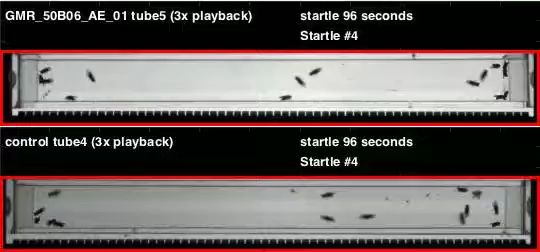 GMR_50B06_AE_01 tube5 (3x playback) startle 96 seconds
Startle #4
control tube4 (3x playback) startle 96 seconds
Startle #4